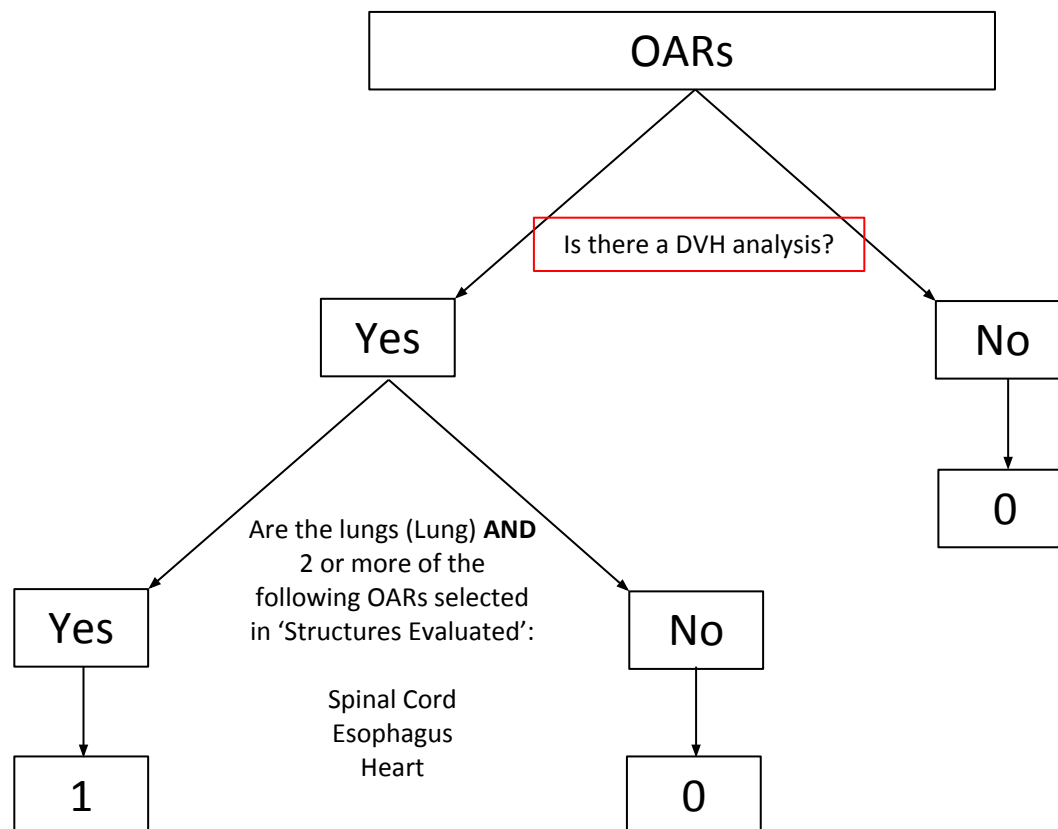 OARs
Is there a DVH analysis?
Yes
No
0
Are the lungs (Lung) AND
2 or more of the
following OARs selected
in ‘Structures Evaluated’:
Spinal Cord
Esophagus
Heart
Yes
No
1
0